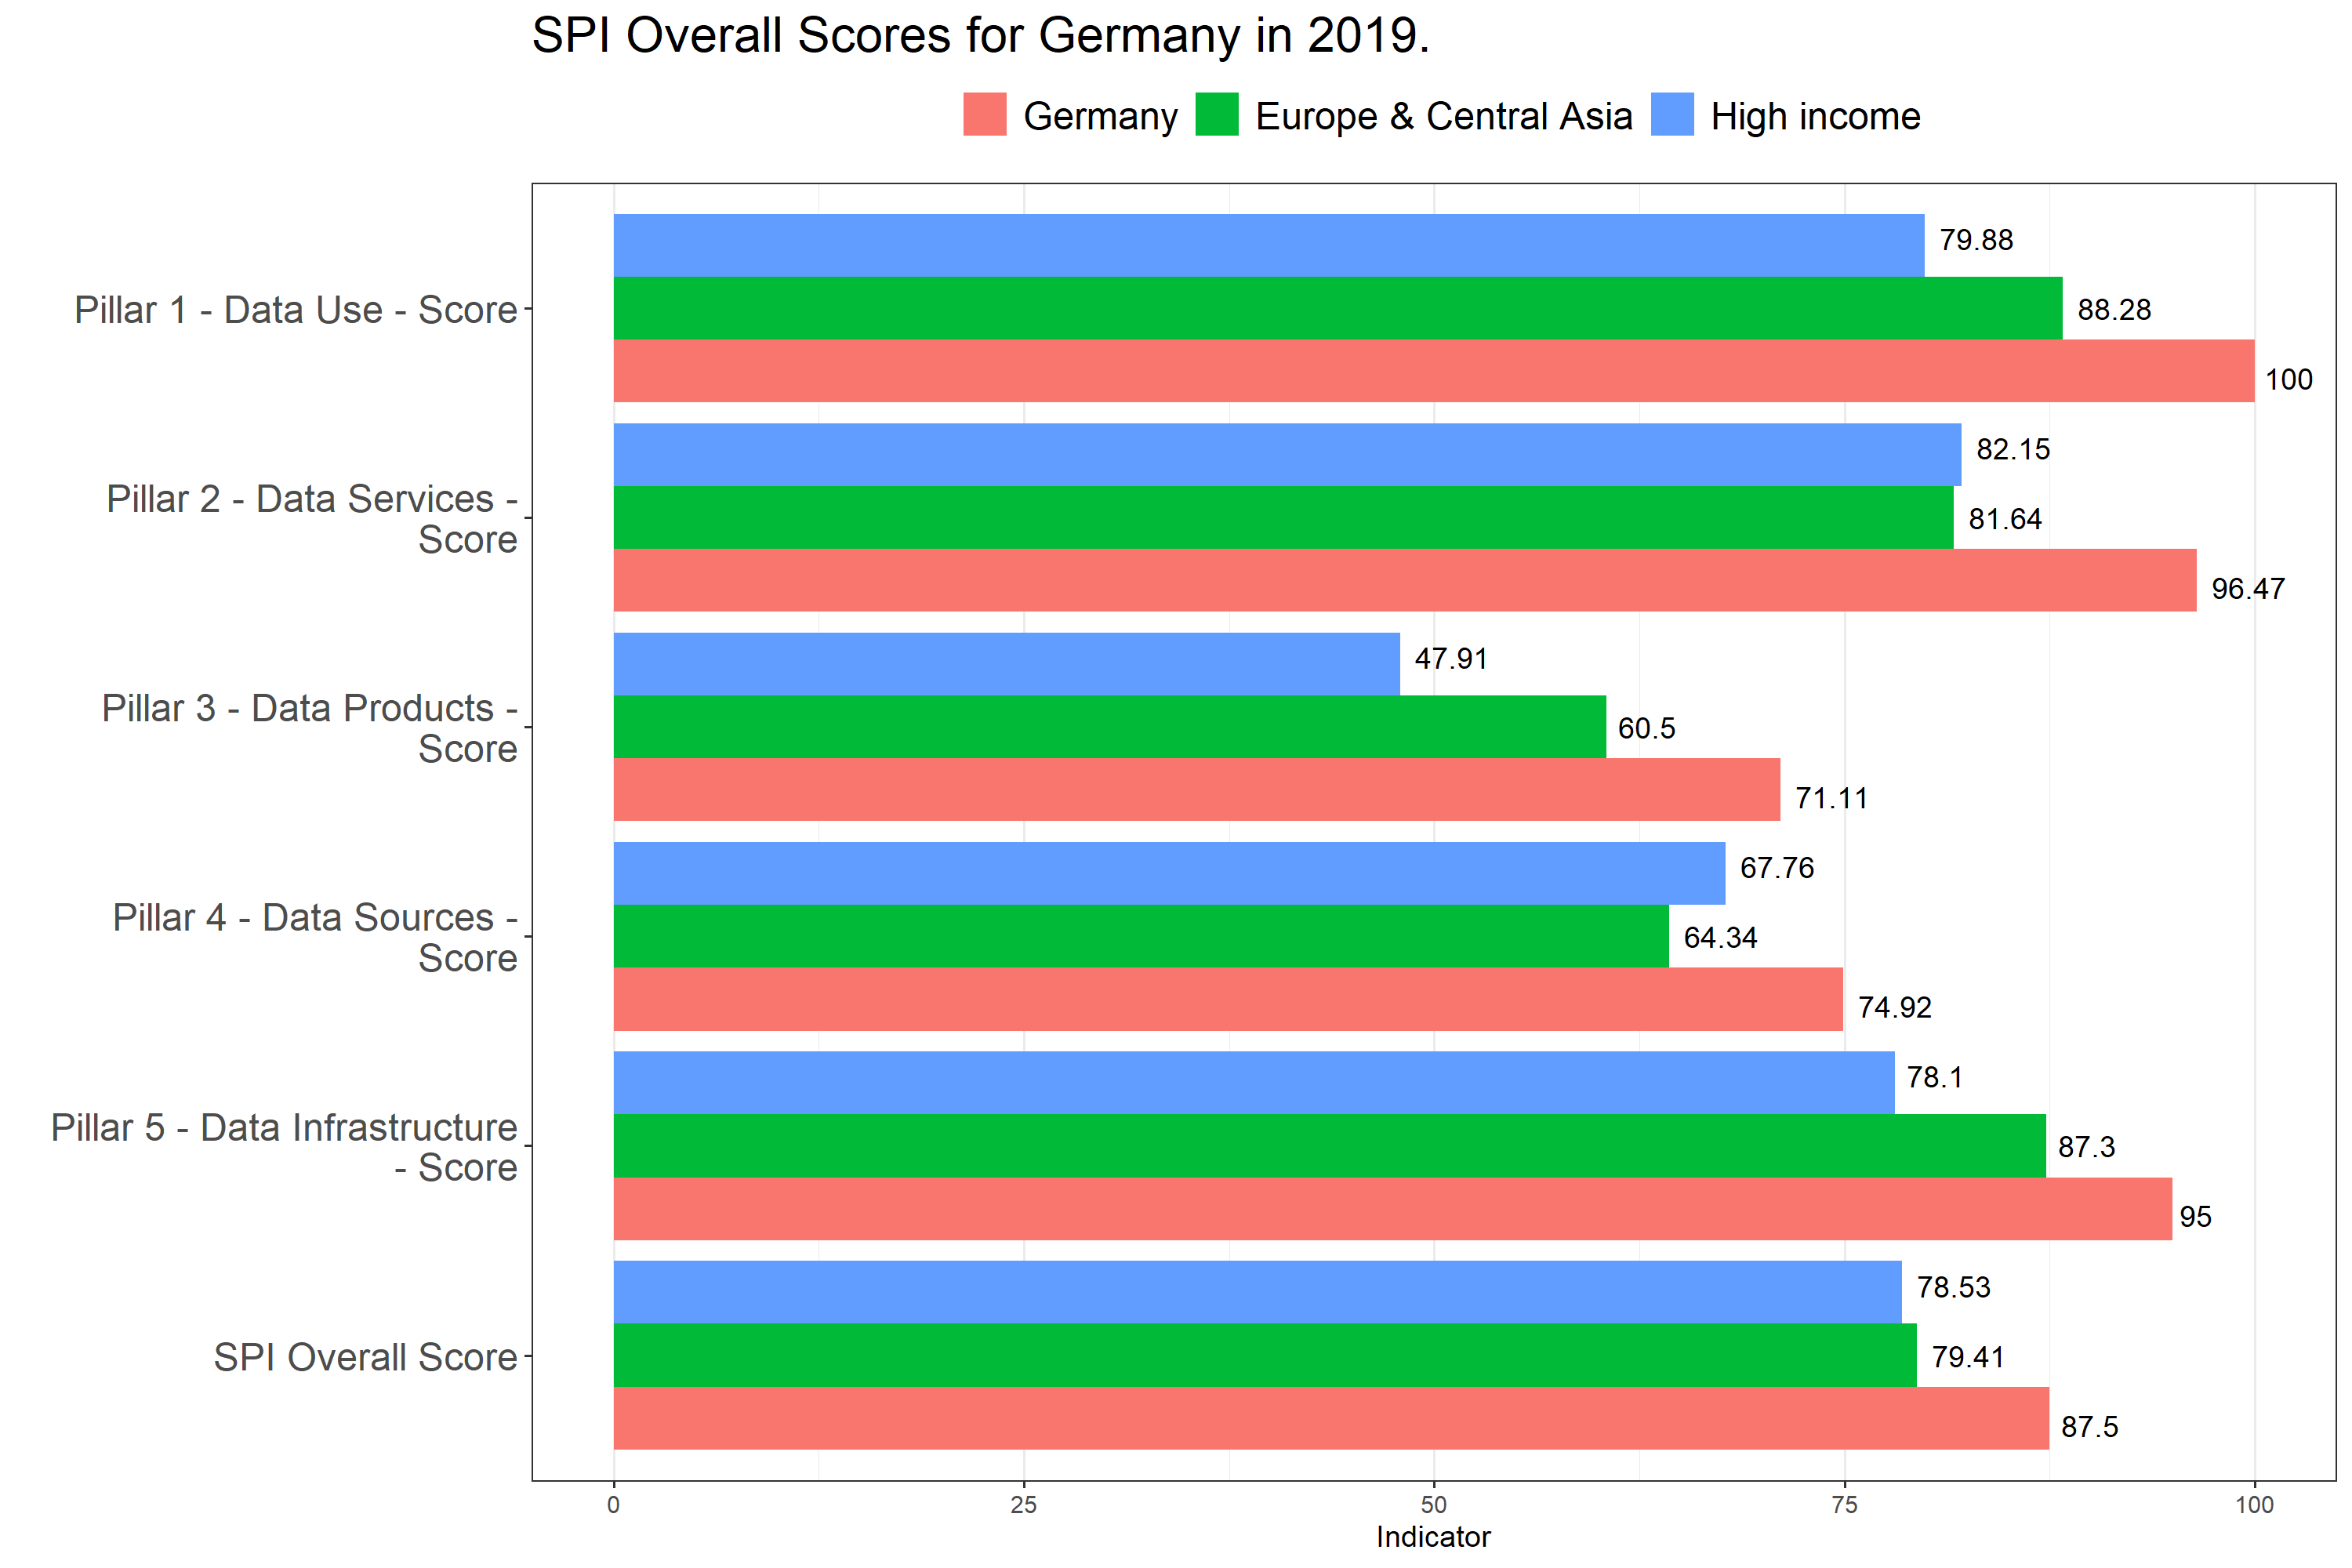 SPI Overall Scores for Germany in 2019.
Germany Europe & Central Asia High income
Pillar 1 - Data Use - Score
79.88
88.28
100
Pillar 2 - Data Services -
Score
82.15
81.64
96.47
Pillar 3 - Data Products -
Score
47.91
60.5
71.11
Pillar 4 - Data Sources -
Score
67.76
64.34
74.92
Pillar 5 - Data Infrastructure
- Score
78.1
87.3
95
SPI Overall Score
78.53
79.41
87.5
0 25 50 75 100
Indicator